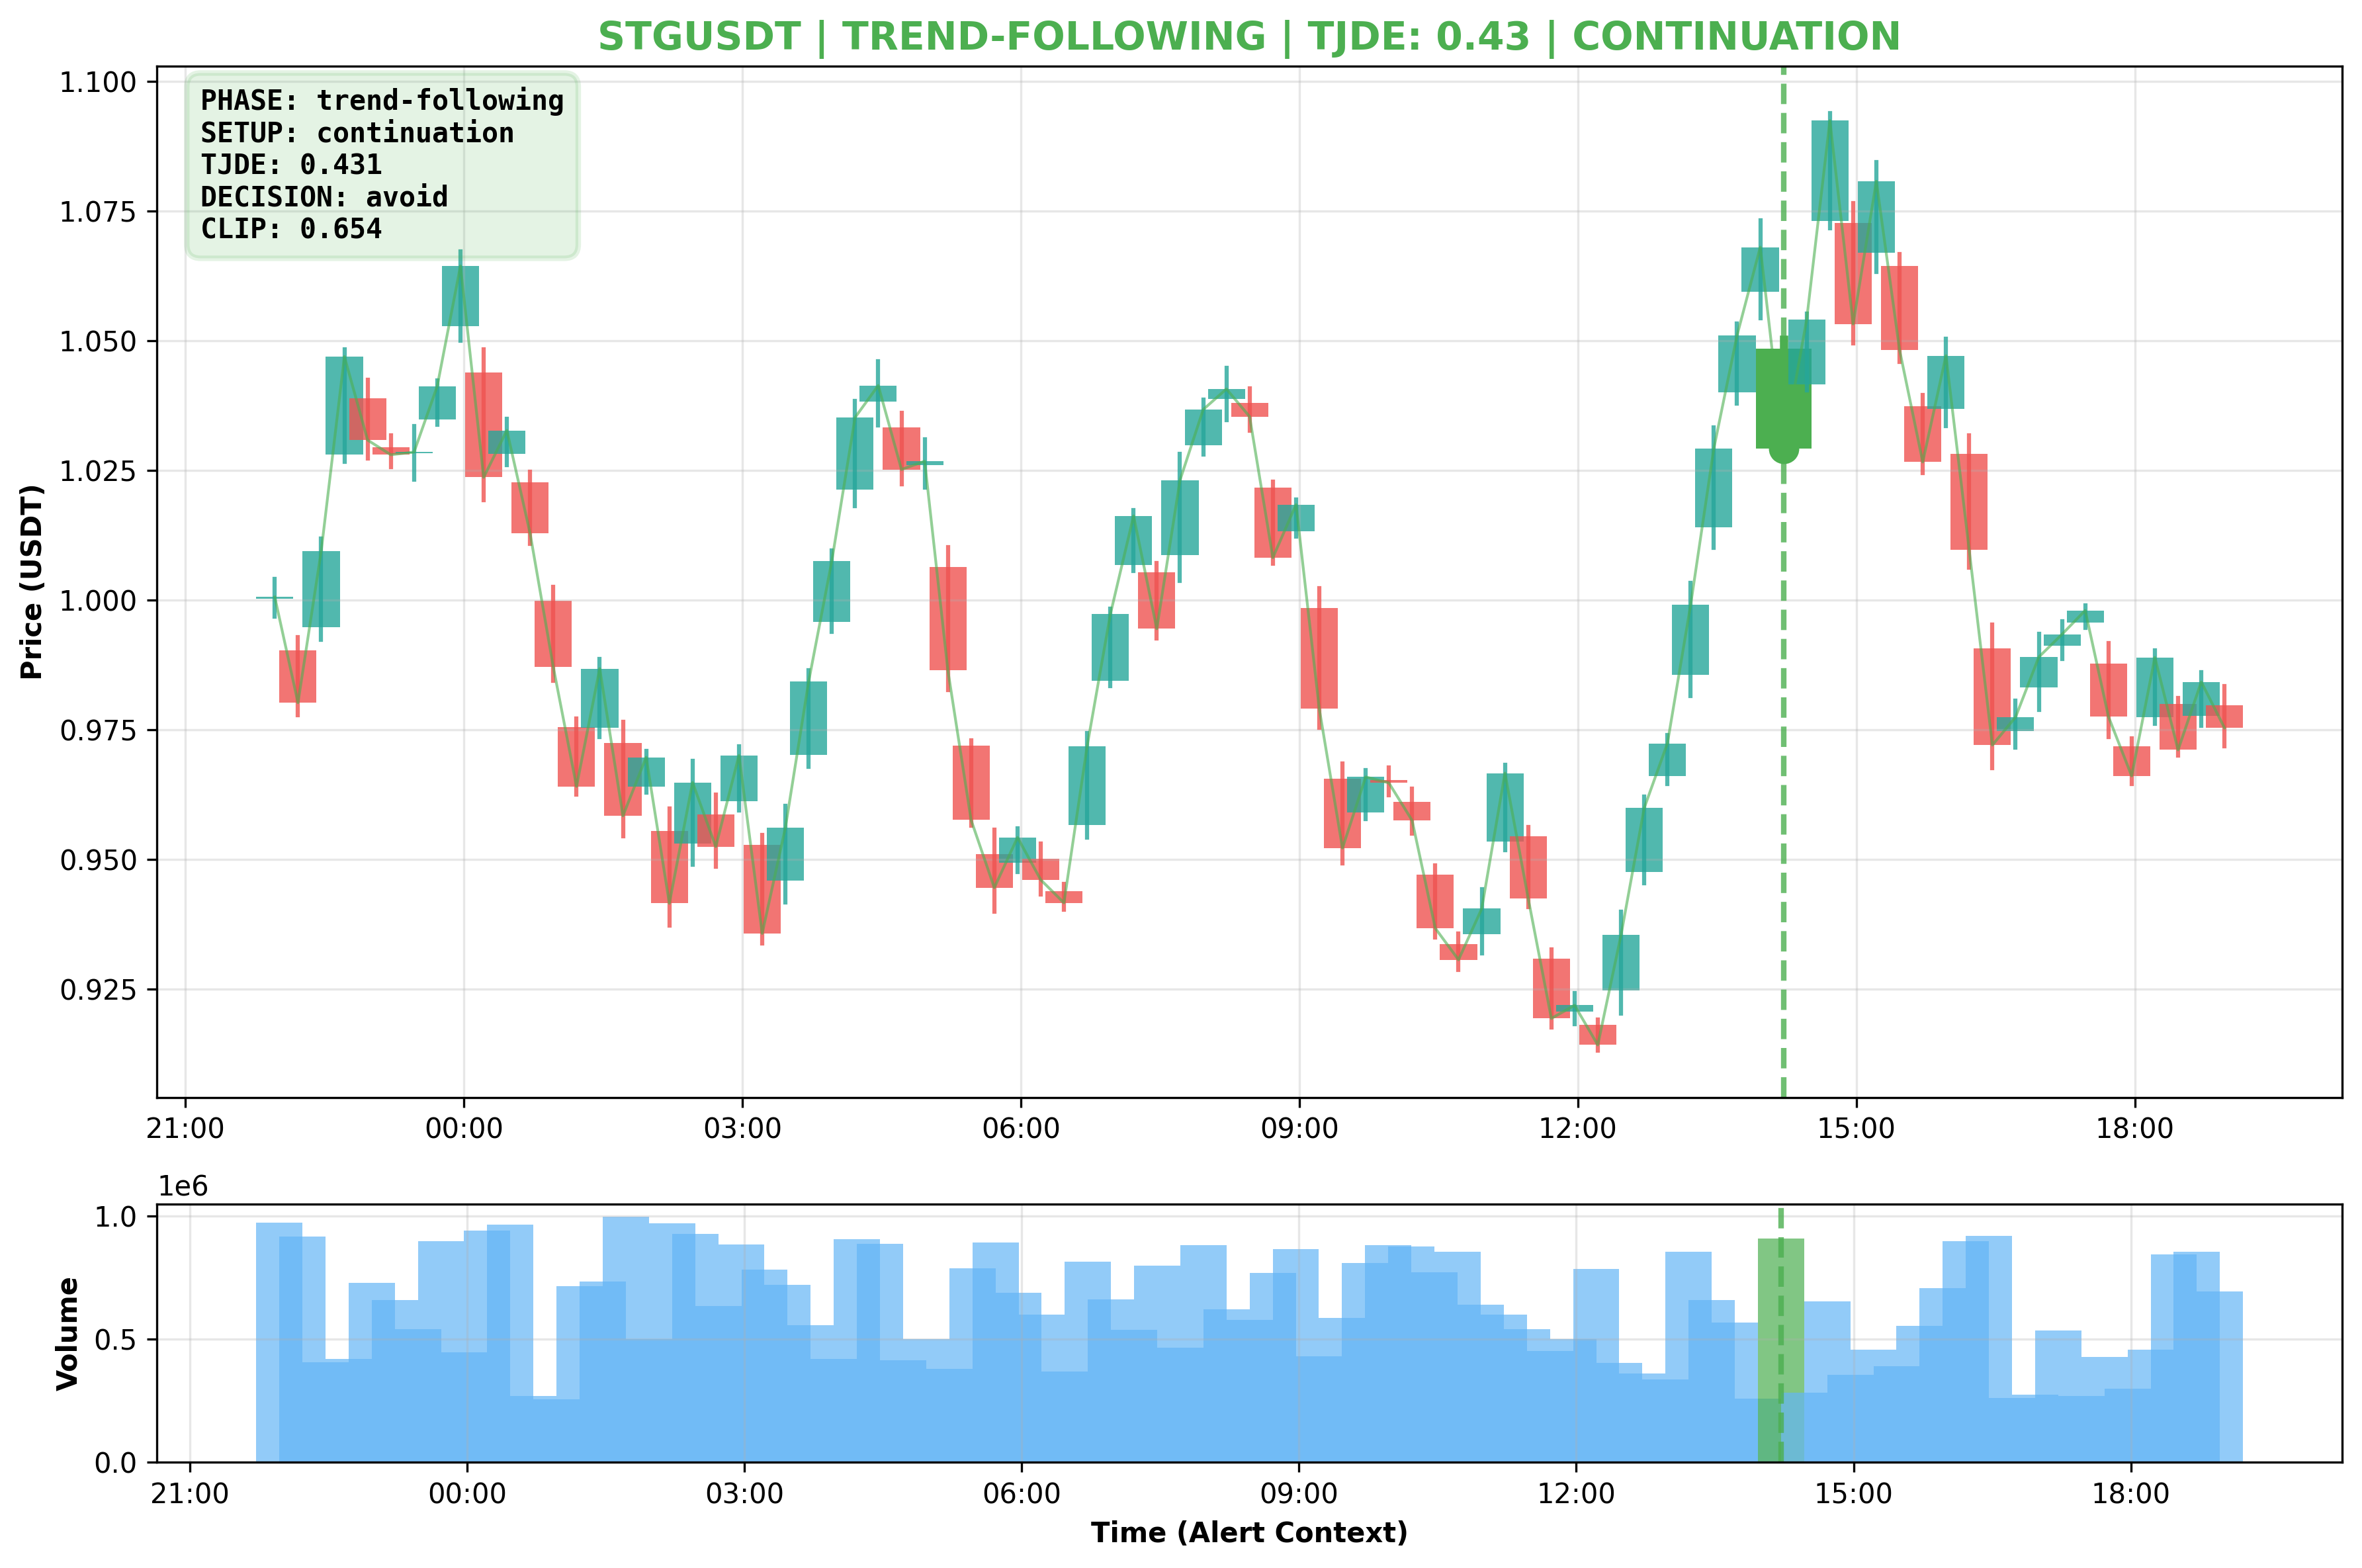 STGUSDT | TREND-FOLLOWING | TJDE: 0.43 | CONTINUATION
PHASE: trend-following
SETUP: continuation
TJDE: 0.431
DECISION: avoid
CLIP: 0.654
Price (USDT)
1.100
1.075
1.050
1.025
1.000
0.975
0.950
0.925
21:00 00:00 03:00 06:00 09:00 12:00 15:00 18:00
1e6
Volume
1.0
0.5
0.0
21:00 00:00 03:00 06:00 09:00 12:00 15:00 18:00
Time (Alert Context)